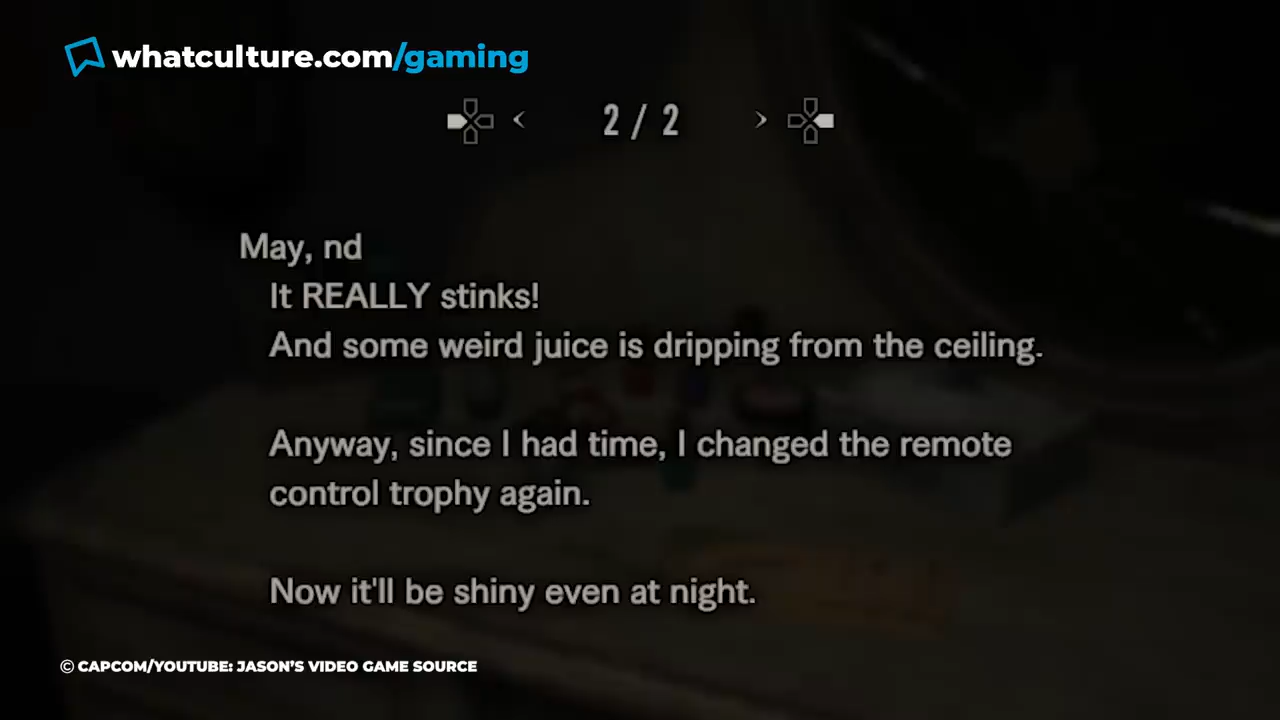 whatculture.com/gaming
< 2 / 2 >
May, nd
It REALLY stinks!
And some weird juice is dripping from the ceiling.
Anyway, since I had time, I changed the remote
control trophy again.
Now it'll be shiny even at night.
© CAPCOM/YOUTUBE: JASON'S VIDEO GAME SOURCE